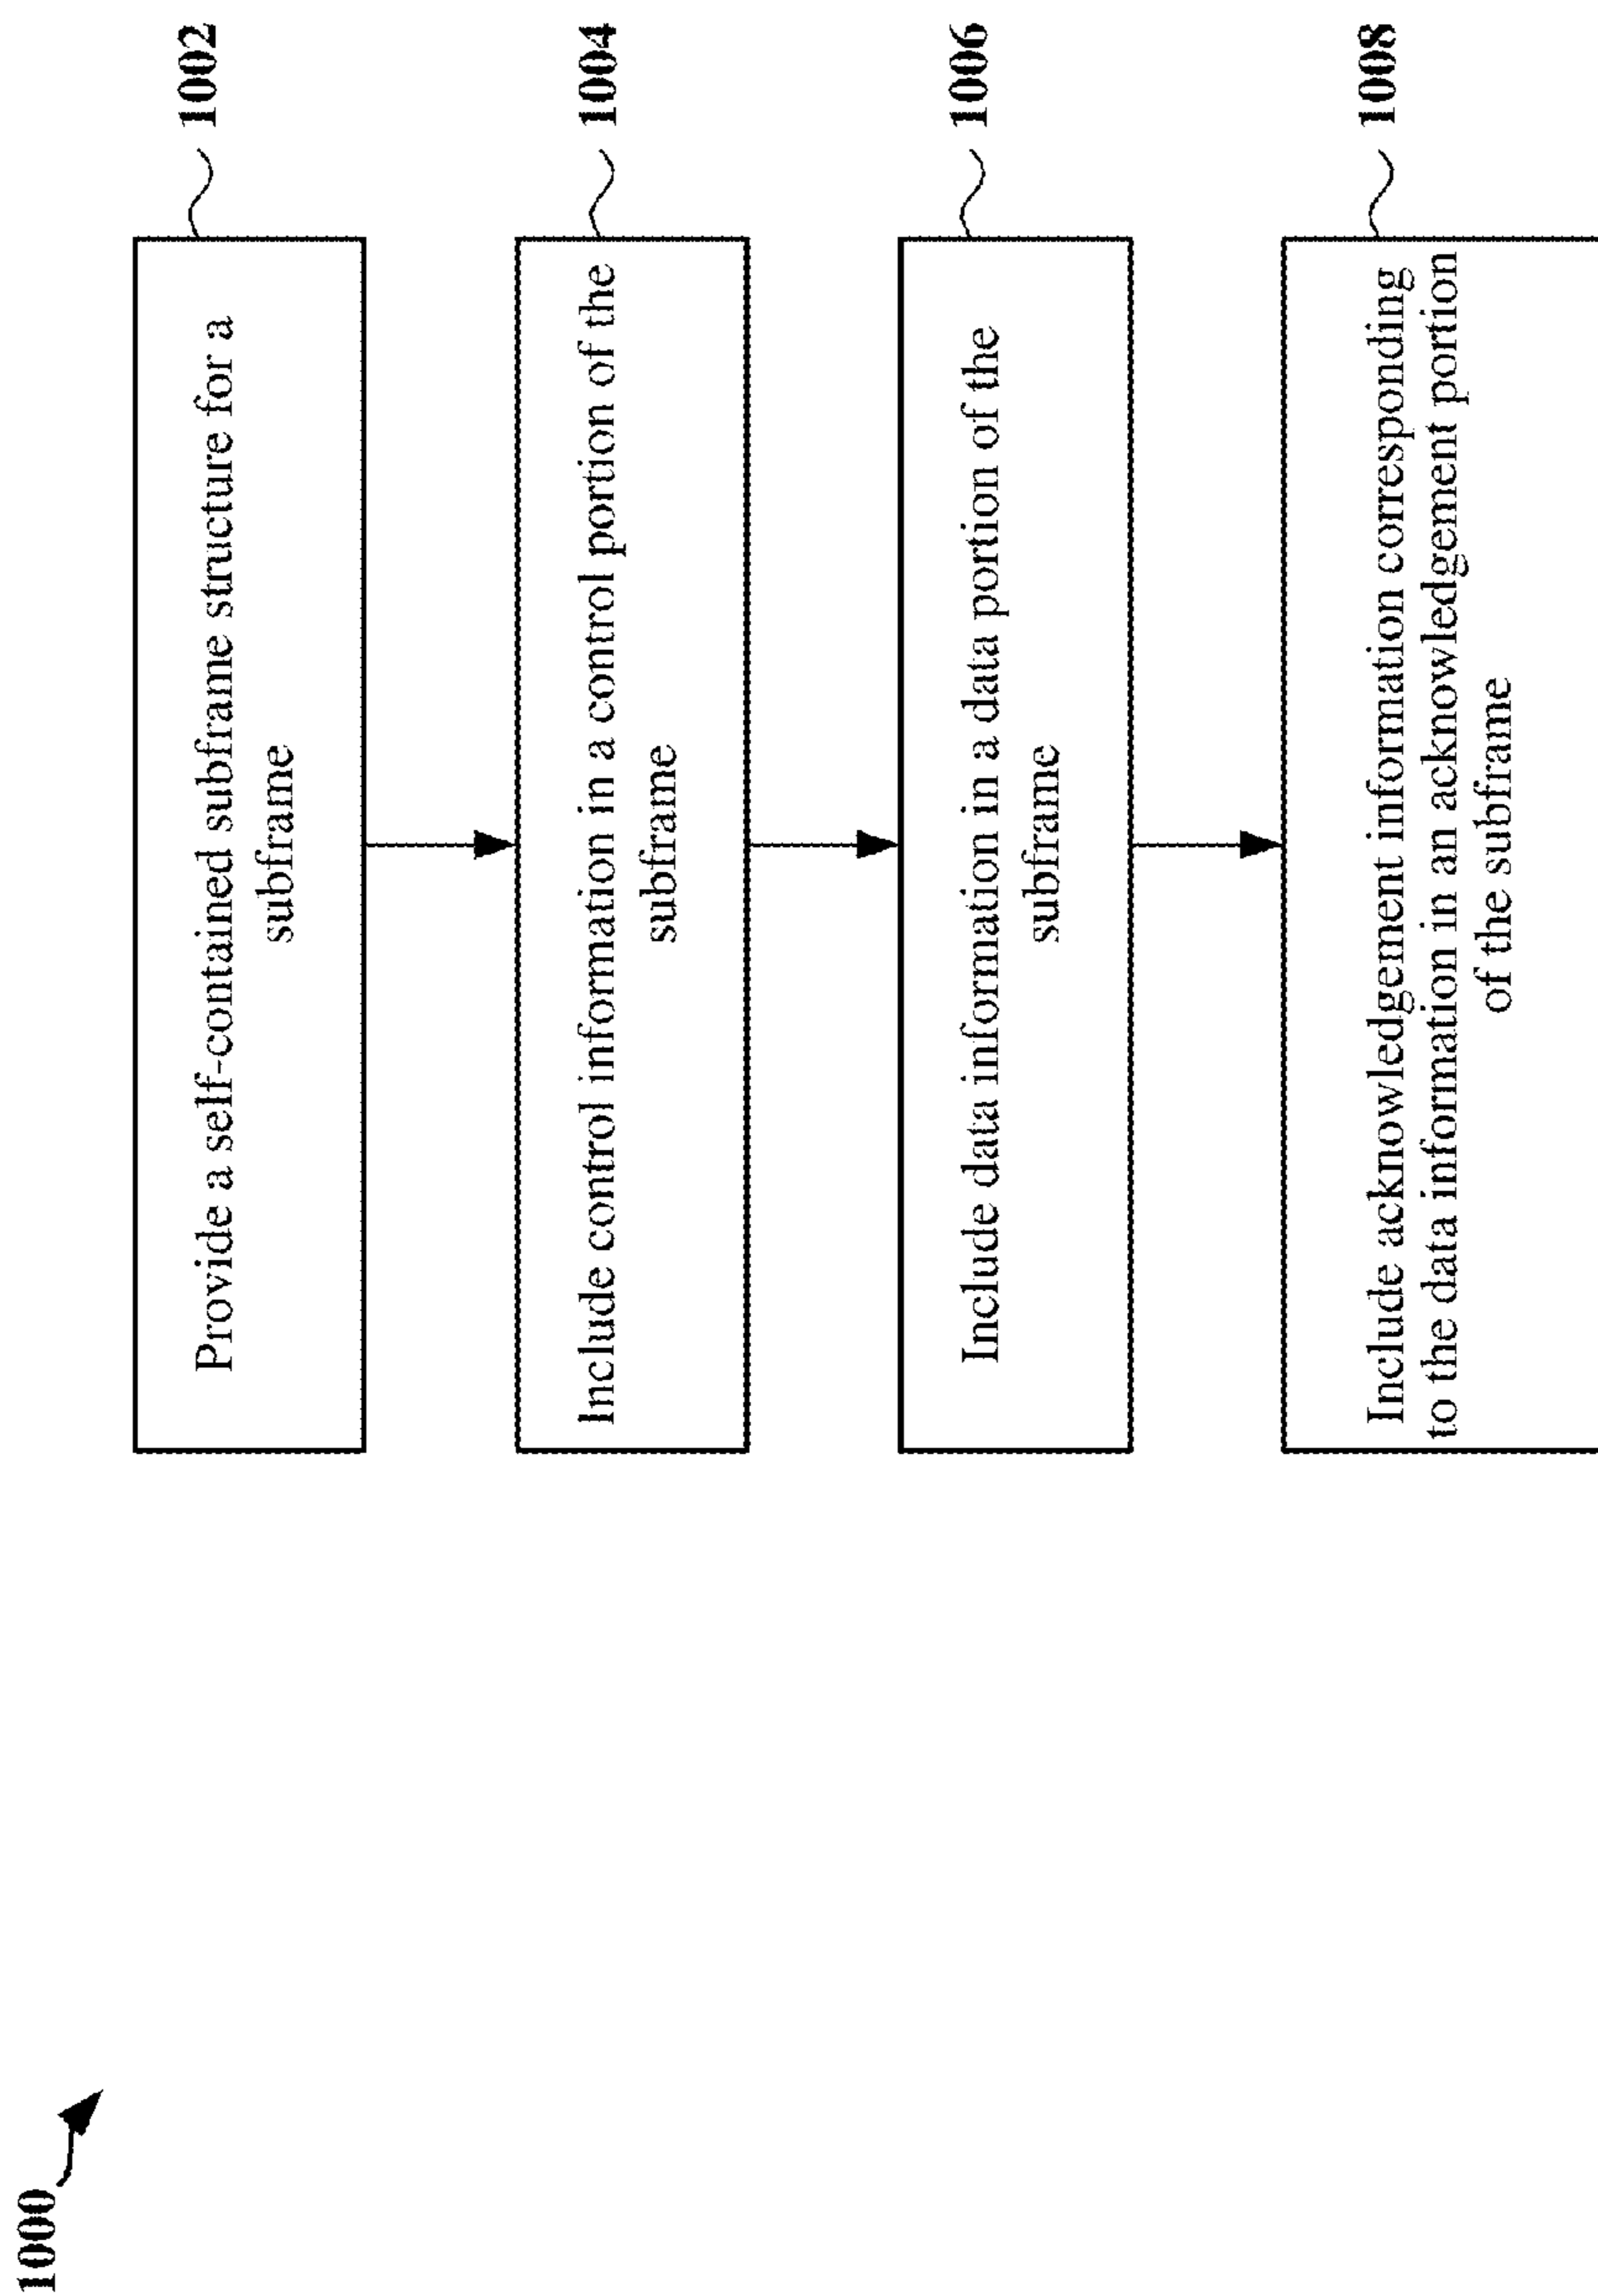 1000
Provide a self-contained subframe structure for a
subframe
1002
Include control information in a control portion of the
subframe
1004
Include data information in a data portion of the
subframe
1006
Include acknowledgement information corresponding
to the data information in an acknowledgement portion
of the subframe
1008